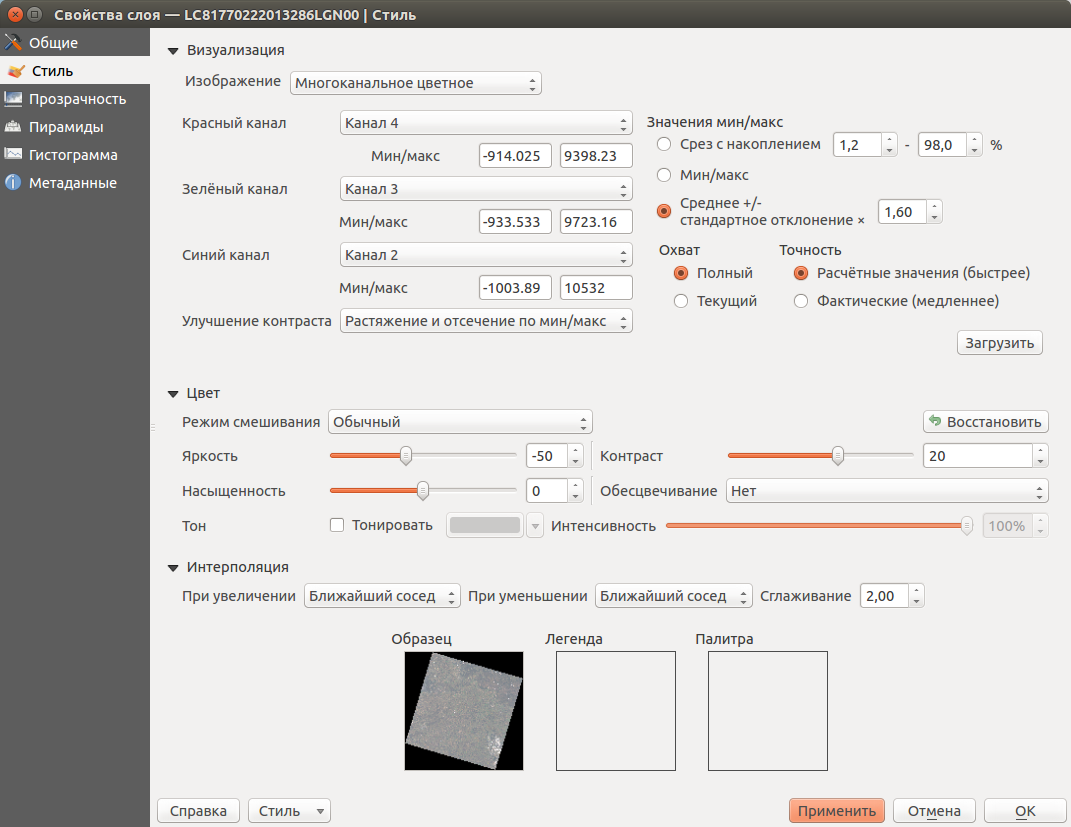 Свойства слоя — LC81770222013286LGN00 | Стиль
Общие
Стиль
Прозрачность
Пирамиды
Гистограмма
Метаданные
Визуализация
Изображение Многоканальное цветное
Красный канал Канал 4
Мин/макс -914.025 9398.23
Зелёный канал Канал 3
Мин/макс -933.533 9723.16
Синий канал Канал 2
Мин/макс -1003.89 10532
Улучшение контраста Растяжение и отсечение по мин/макс
Значения мин/макс
Срез с накоплением 1,2 - 98,0 %
Мин/макс
Среднее +/-
стандартное отклонение × 1,60
Охват Точность
Полный Расчётные значения (быстрее)
Текущий Фактические (медленнее)
Загрузить
Цвет
Режим смешивания Обычный Восстановить
Яркость -50 Контраст 20
Насыщенность 0 Обесцвечивание Нет
Тон Тонировать Интенсивность 100%
Интерполяция
При увеличении Ближайший сосед При уменьшении Ближайший сосед Сглаживание 2,00
Образец Легенда Палитра
Справка Стиль Применить Отмена ОК